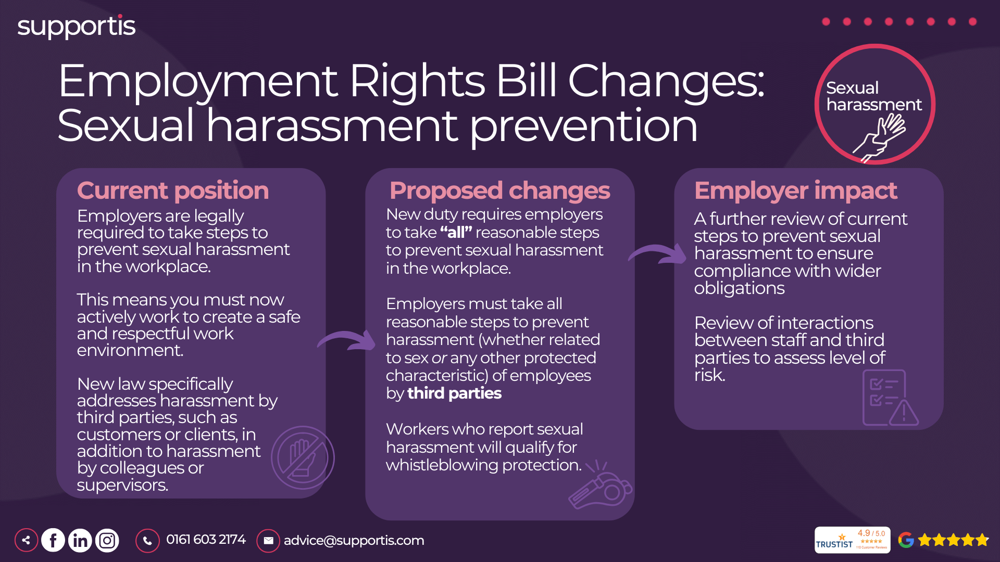 supportis
Employment Rights Bill Changes:
Sexual harassment prevention
Sexual
harassment
Current position
Employers are legally
required to take steps to
prevent sexual harassment
in the workplace.
This means you must now
actively work to create a safe
and respectful work
environment.
New law specifically
addresses harassment by
third parties, such as
customers or clients, in
addition to harassment
by colleagues or
supervisors.
Proposed changes
New duty requires employers
to take “all” reasonable steps
to prevent sexual harassment
in the workplace.
Employers must take all
reasonable steps to prevent
harassment (whether related
to sex or any other protected
characteristic) of employees
by third parties
Workers who report sexual
harassment will qualify for
whistleblowing protection.
Employer impact
A further review of current
steps to prevent sexual
harassment to ensure
compliance with wider
obligations
Review of interactions
between staff and third
parties to assess level of
risk.
0161 603 2174
advice@supportis.com
TRUSTIST
4.9 / 5.0
116 Customer Reviews